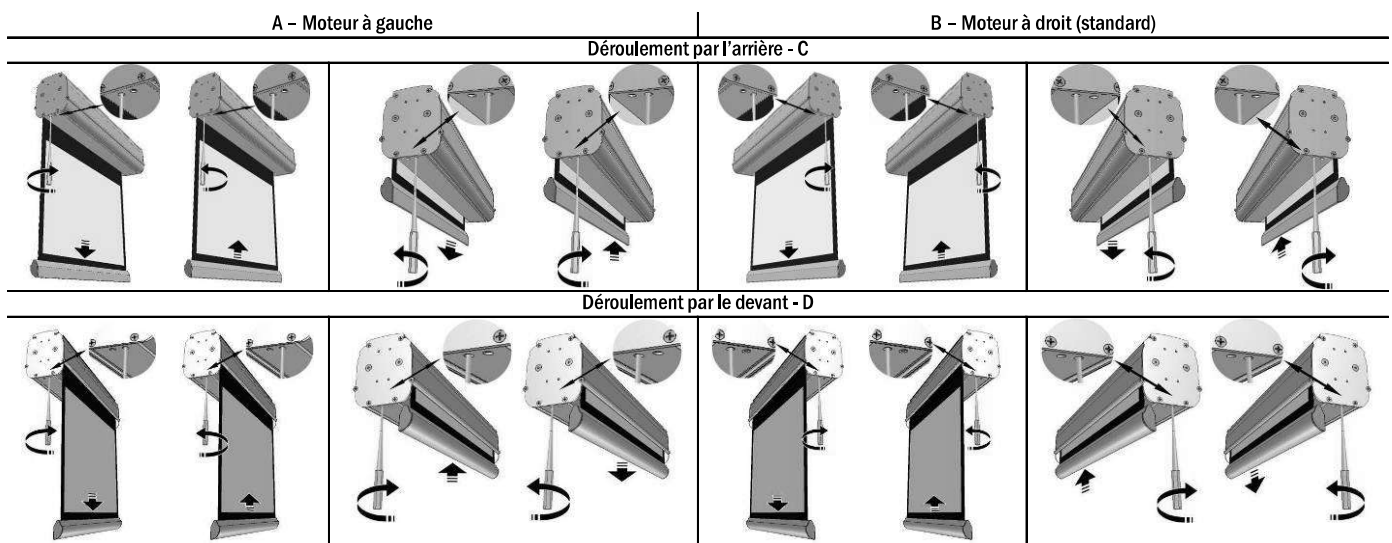 A – Moteur à gauche
B – Moteur à droit (standard)
Déroulement par l'arrière - C
Déroulement par le devant - D